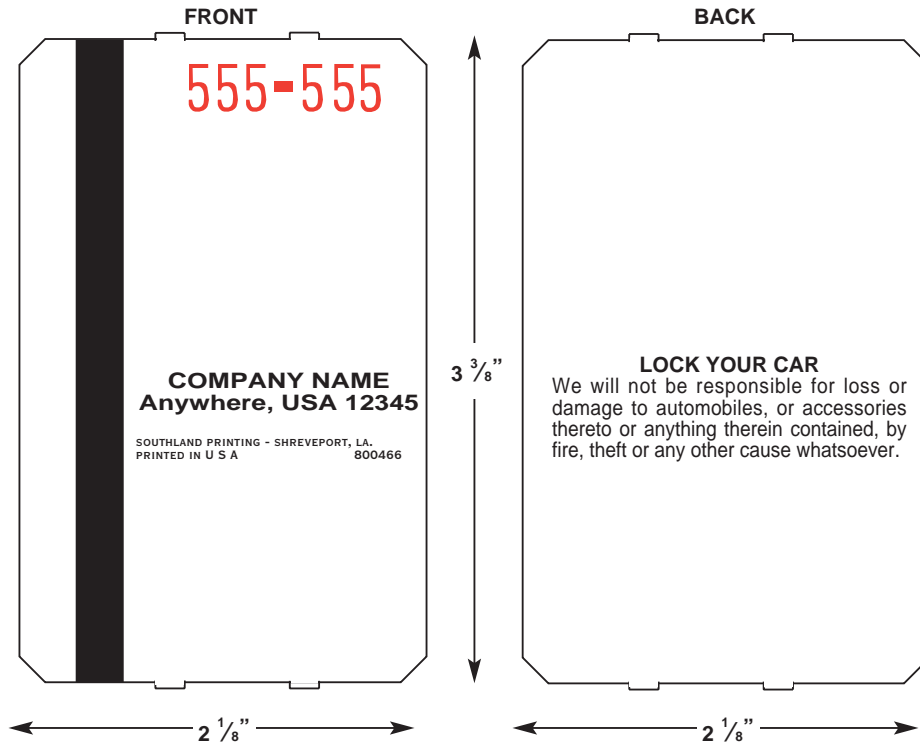 FRONT
555-555
COMPANY NAME
Anywhere, USA 12345
SOUTHLAND PRINTING - SHREVEPORT, LA.
PRINTED IN U S A 800466
2 1/8"
3 3/8"
BACK
LOCK YOUR CAR
We will not be responsible for loss or
damage to automobiles, or accessories
thereto or anything therein contained, by
fire, theft or any other cause whatsoever.
2 1/8"